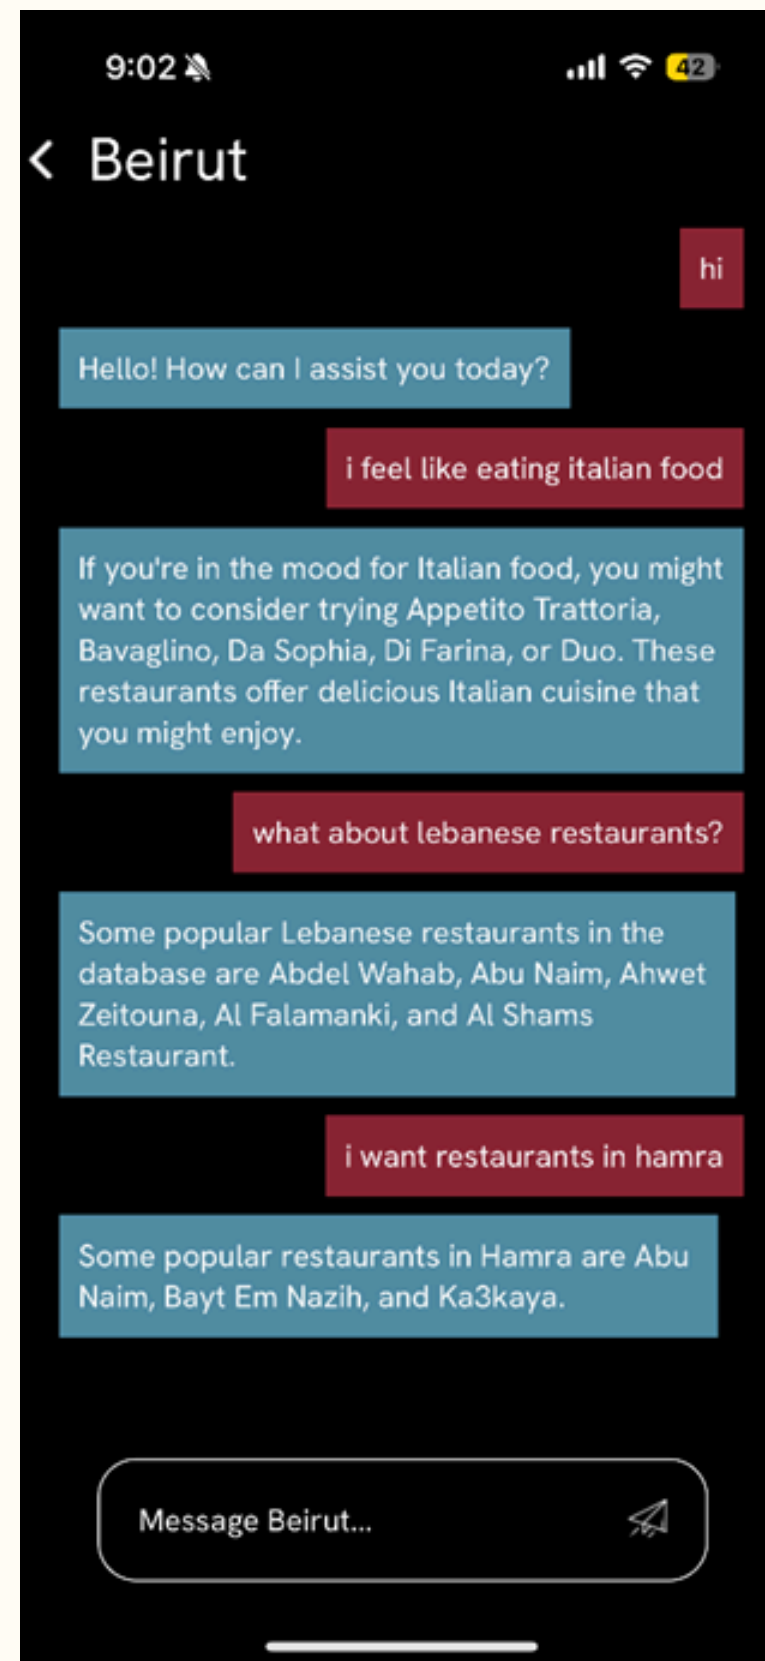 9:02
42
Beirut
hi
Hello! How can I assist you today?
i feel like eating italian food
If you're in the mood for Italian food, you might
want to consider trying Appetito Trattoria,
Bavaglino, Da Sophia, Di Farina, or Duo. These
restaurants offer delicious Italian cuisine that
you might enjoy.
what about lebanese restaurants?
Some popular Lebanese restaurants in the
database are Abdel Wahab, Abu Naim, Ahwet
Zeitouna, Al Falamanki, and Al Shams
Restaurant.
i want restaurants in hamra
Some popular restaurants in Hamra are Abu
Naim, Bayt Em Nazih, and Ka3kaya.
Message Beirut...